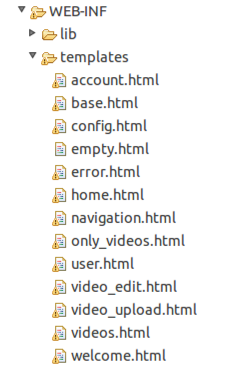 WEB-INF
lib
templates
account.html
base.html
config.html
empty.html
error.html
home.html
navigation.html
only_videos.html
user.html
video_edit.html
video_upload.html
videos.html
welcome.html